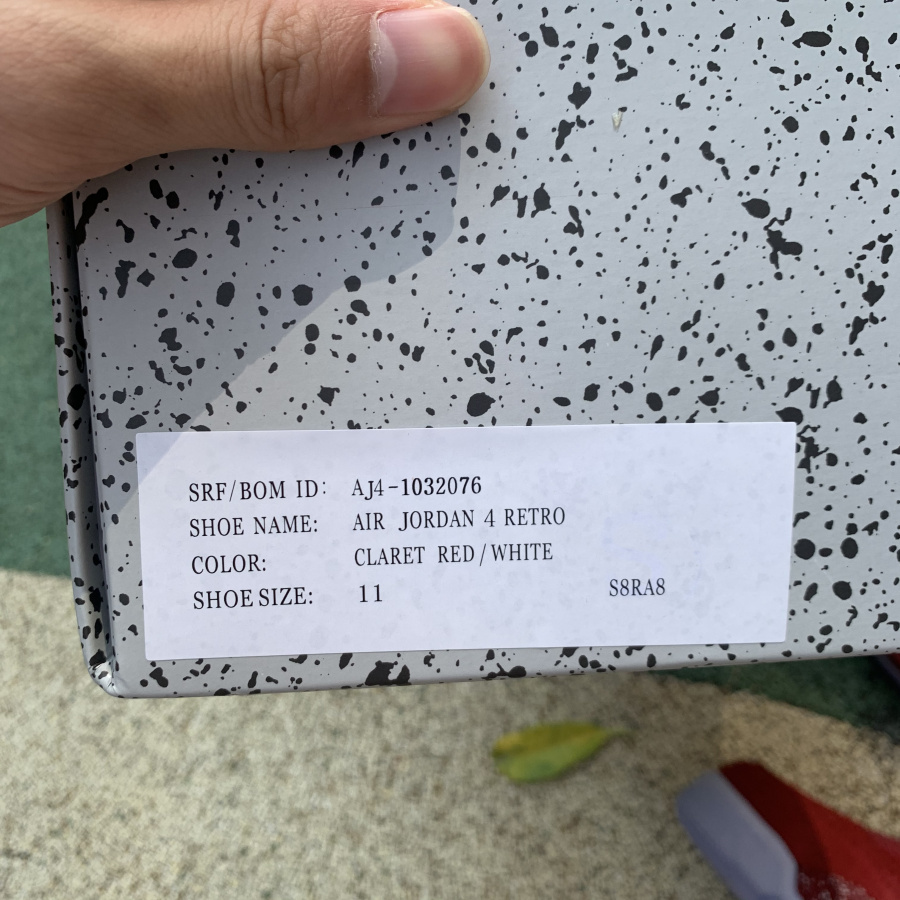 SRF/BOM ID: AJ4-1032076
SHOE NAME: AIR JORDAN 4 RETRO
COLOR: CLARET RED/WHITE
SHOE SIZE: 11 S8RA8